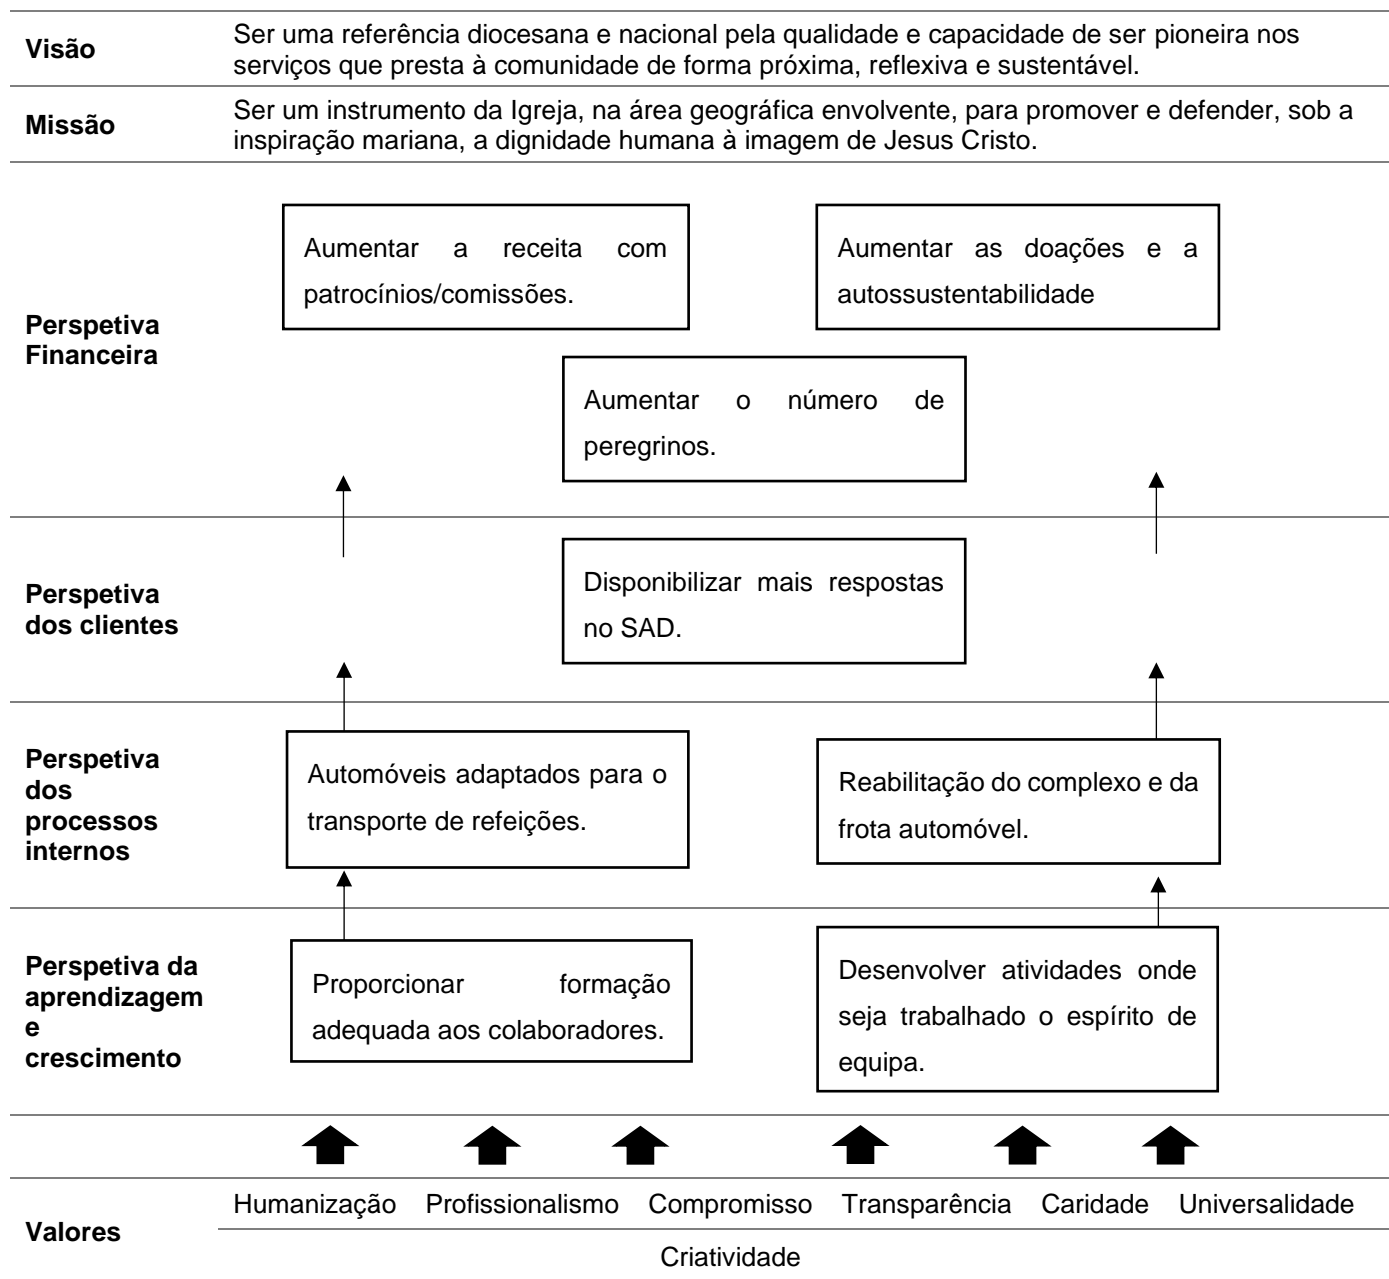 Visão
Ser uma referência diocesana e nacional pela qualidade e capacidade de ser pioneira nos
serviços que presta à comunidade de forma próxima, reflexiva e sustentável.
Missão
Ser um instrumento da Igreja, na área geográfica envolvente, para promover e defender, sob a
inspiração mariana, a dignidade humana à imagem de Jesus Cristo.
Perspetiva
Financeira
Aumentar a receita com
patrocínios/comissões.
Aumentar as doações e a
autossustentabilidade
Aumentar o número de
peregrinos.
Perspetiva
dos clientes
Disponibilizar mais respostas
no SAD.
Perspetiva
dos
processos
internos
Automóveis adaptados para o
transporte de refeições.
Reabilitação do complexo e da
frota automóvel.
Perspetiva da
aprendizagem
e
crescimento
Proporcionar formação
adequada aos colaboradores.
Desenvolver atividades onde
seja trabalhado o espírito de
equipa.
Valores
Humanização Profissionalismo Compromisso Transparência Caridade Universalidade
Criatividade